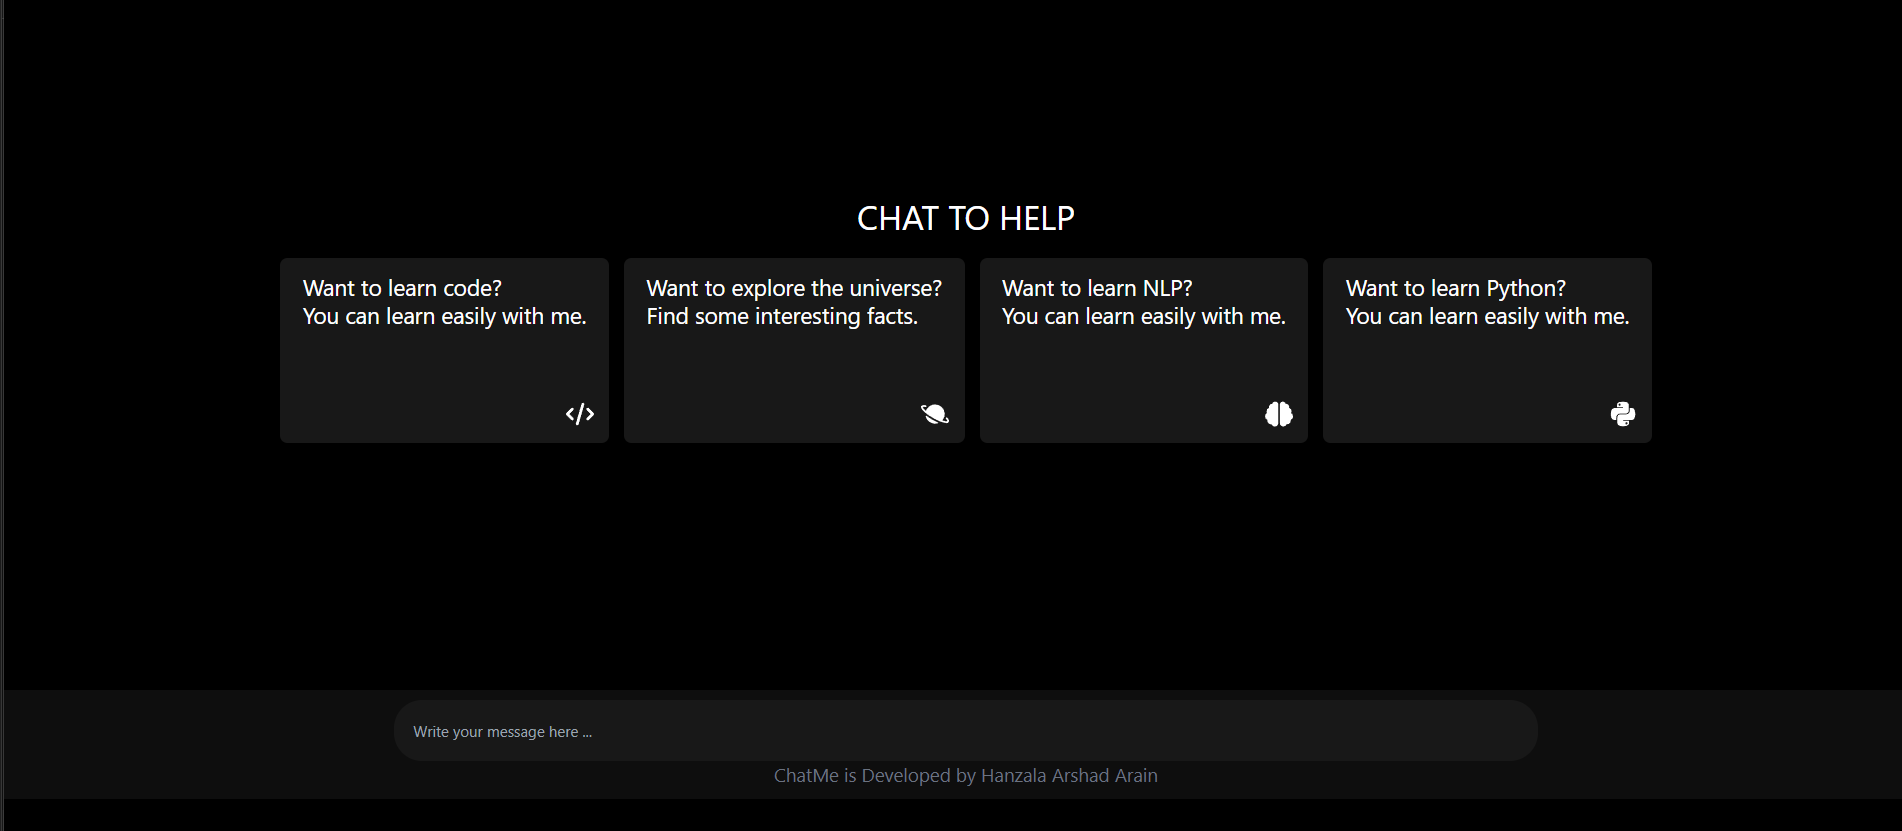 CHAT TO HELP
Want to learn code?
You can learn easily with me.
Want to explore the universe?
Find some interesting facts.
Want to learn NLP?
You can learn easily with me.
Want to learn Python?
You can learn easily with me.
Write your message here ...
ChatMe is Developed by Hanzala Arshad Arain